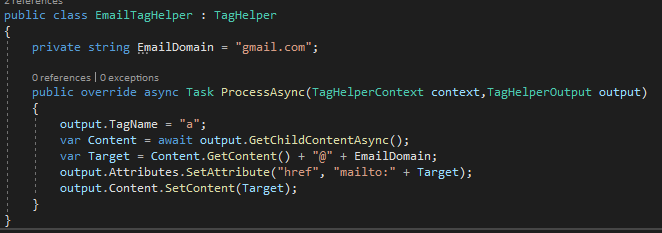 2 references
public class EmailTagHelper : TagHelper
{
    private string EmailDomain = "gmail.com";
    0 references | 0 exceptions
    public override async Task ProcessAsync(TagHelperContext context,TagHelperOutput output)
    {
        output.TagName = "a";
        var Content = await output.GetChildContentAsync();
        var Target = Content.GetContent() + "@" + EmailDomain;
        output.Attributes.SetAttribute("href", "mailto:" + Target);
        output.Content.SetContent(Target);
    }
}